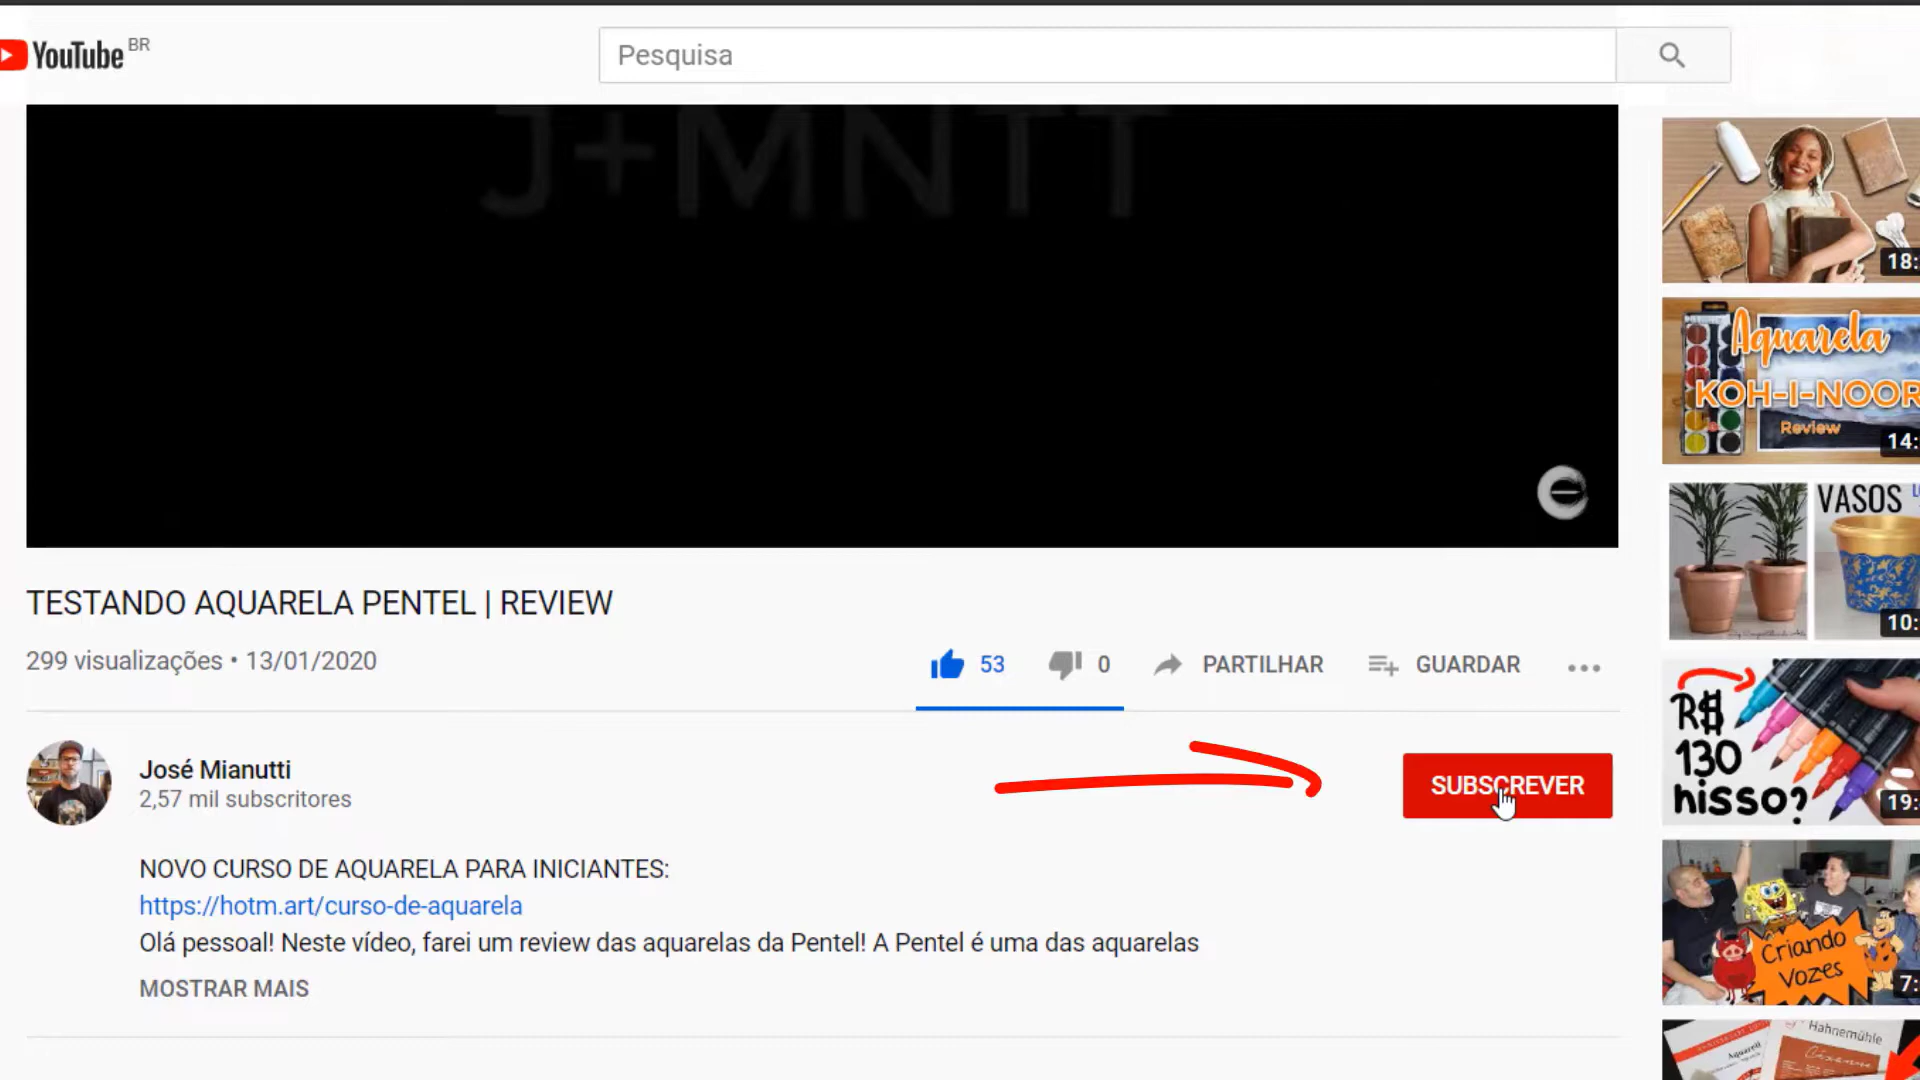 YouTube BR
Pesquisa
J+MNTT
TESTANDO AQUARELA PENTEL | REVIEW
299 visualizações • 13/01/2020
53
0
PARTILHAR
GUARDAR
José Mianutti
2,57 mil subscritores
SUBSCREVER
NOVO CURSO DE AQUARELA PARA INICIANTES:
https://hotm.art/curso-de-aquarela
Olá pessoal! Neste vídeo, farei um review das aquarelas da Pentel! A Pentel é uma das aquarelas
MOSTRAR MAIS
18:
Aquarela
KOH-I-NOOR
Review
14:
VASOS
10:
R$
130
nisso?
19:
Criando
Vozes
7:
Hahnemühle
Cézanne